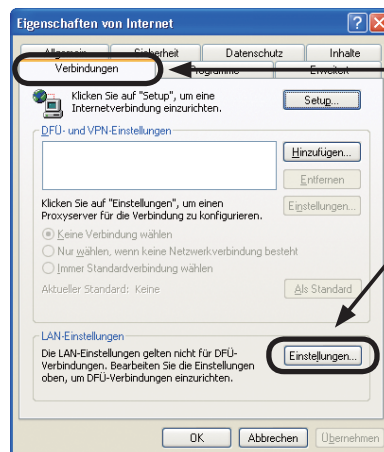 Eigenschaften von Internet
Allgemein Sicherheit Datenschutz Inhalte
Verbindungen Programme Erweitert
Klicken Sie auf "Setup", um eine
Internetverbindung einzurichten.
Setup...
DFÜ- und VPN-Einstellungen
Hinzufügen...
Entfernen
Klicken Sie auf "Einstellungen", um einen
Proxyserver für die Verbindung zu konfigurieren.
Einstellungen...
Keine Verbindung wählen
Nur wählen, wenn keine Netzwerkverbindung besteht
Immer Standardverbindung wählen
Aktueller Standard: Keine
Als Standard
LAN-Einstellungen
Die LAN-Einstellungen gelten nicht für DFÜ-
Verbindungen. Bearbeiten Sie die Einstellungen
oben, um DFÜ-Verbindungen einzurichten.
Einstellungen...
OK Abbrechen Übernehmen